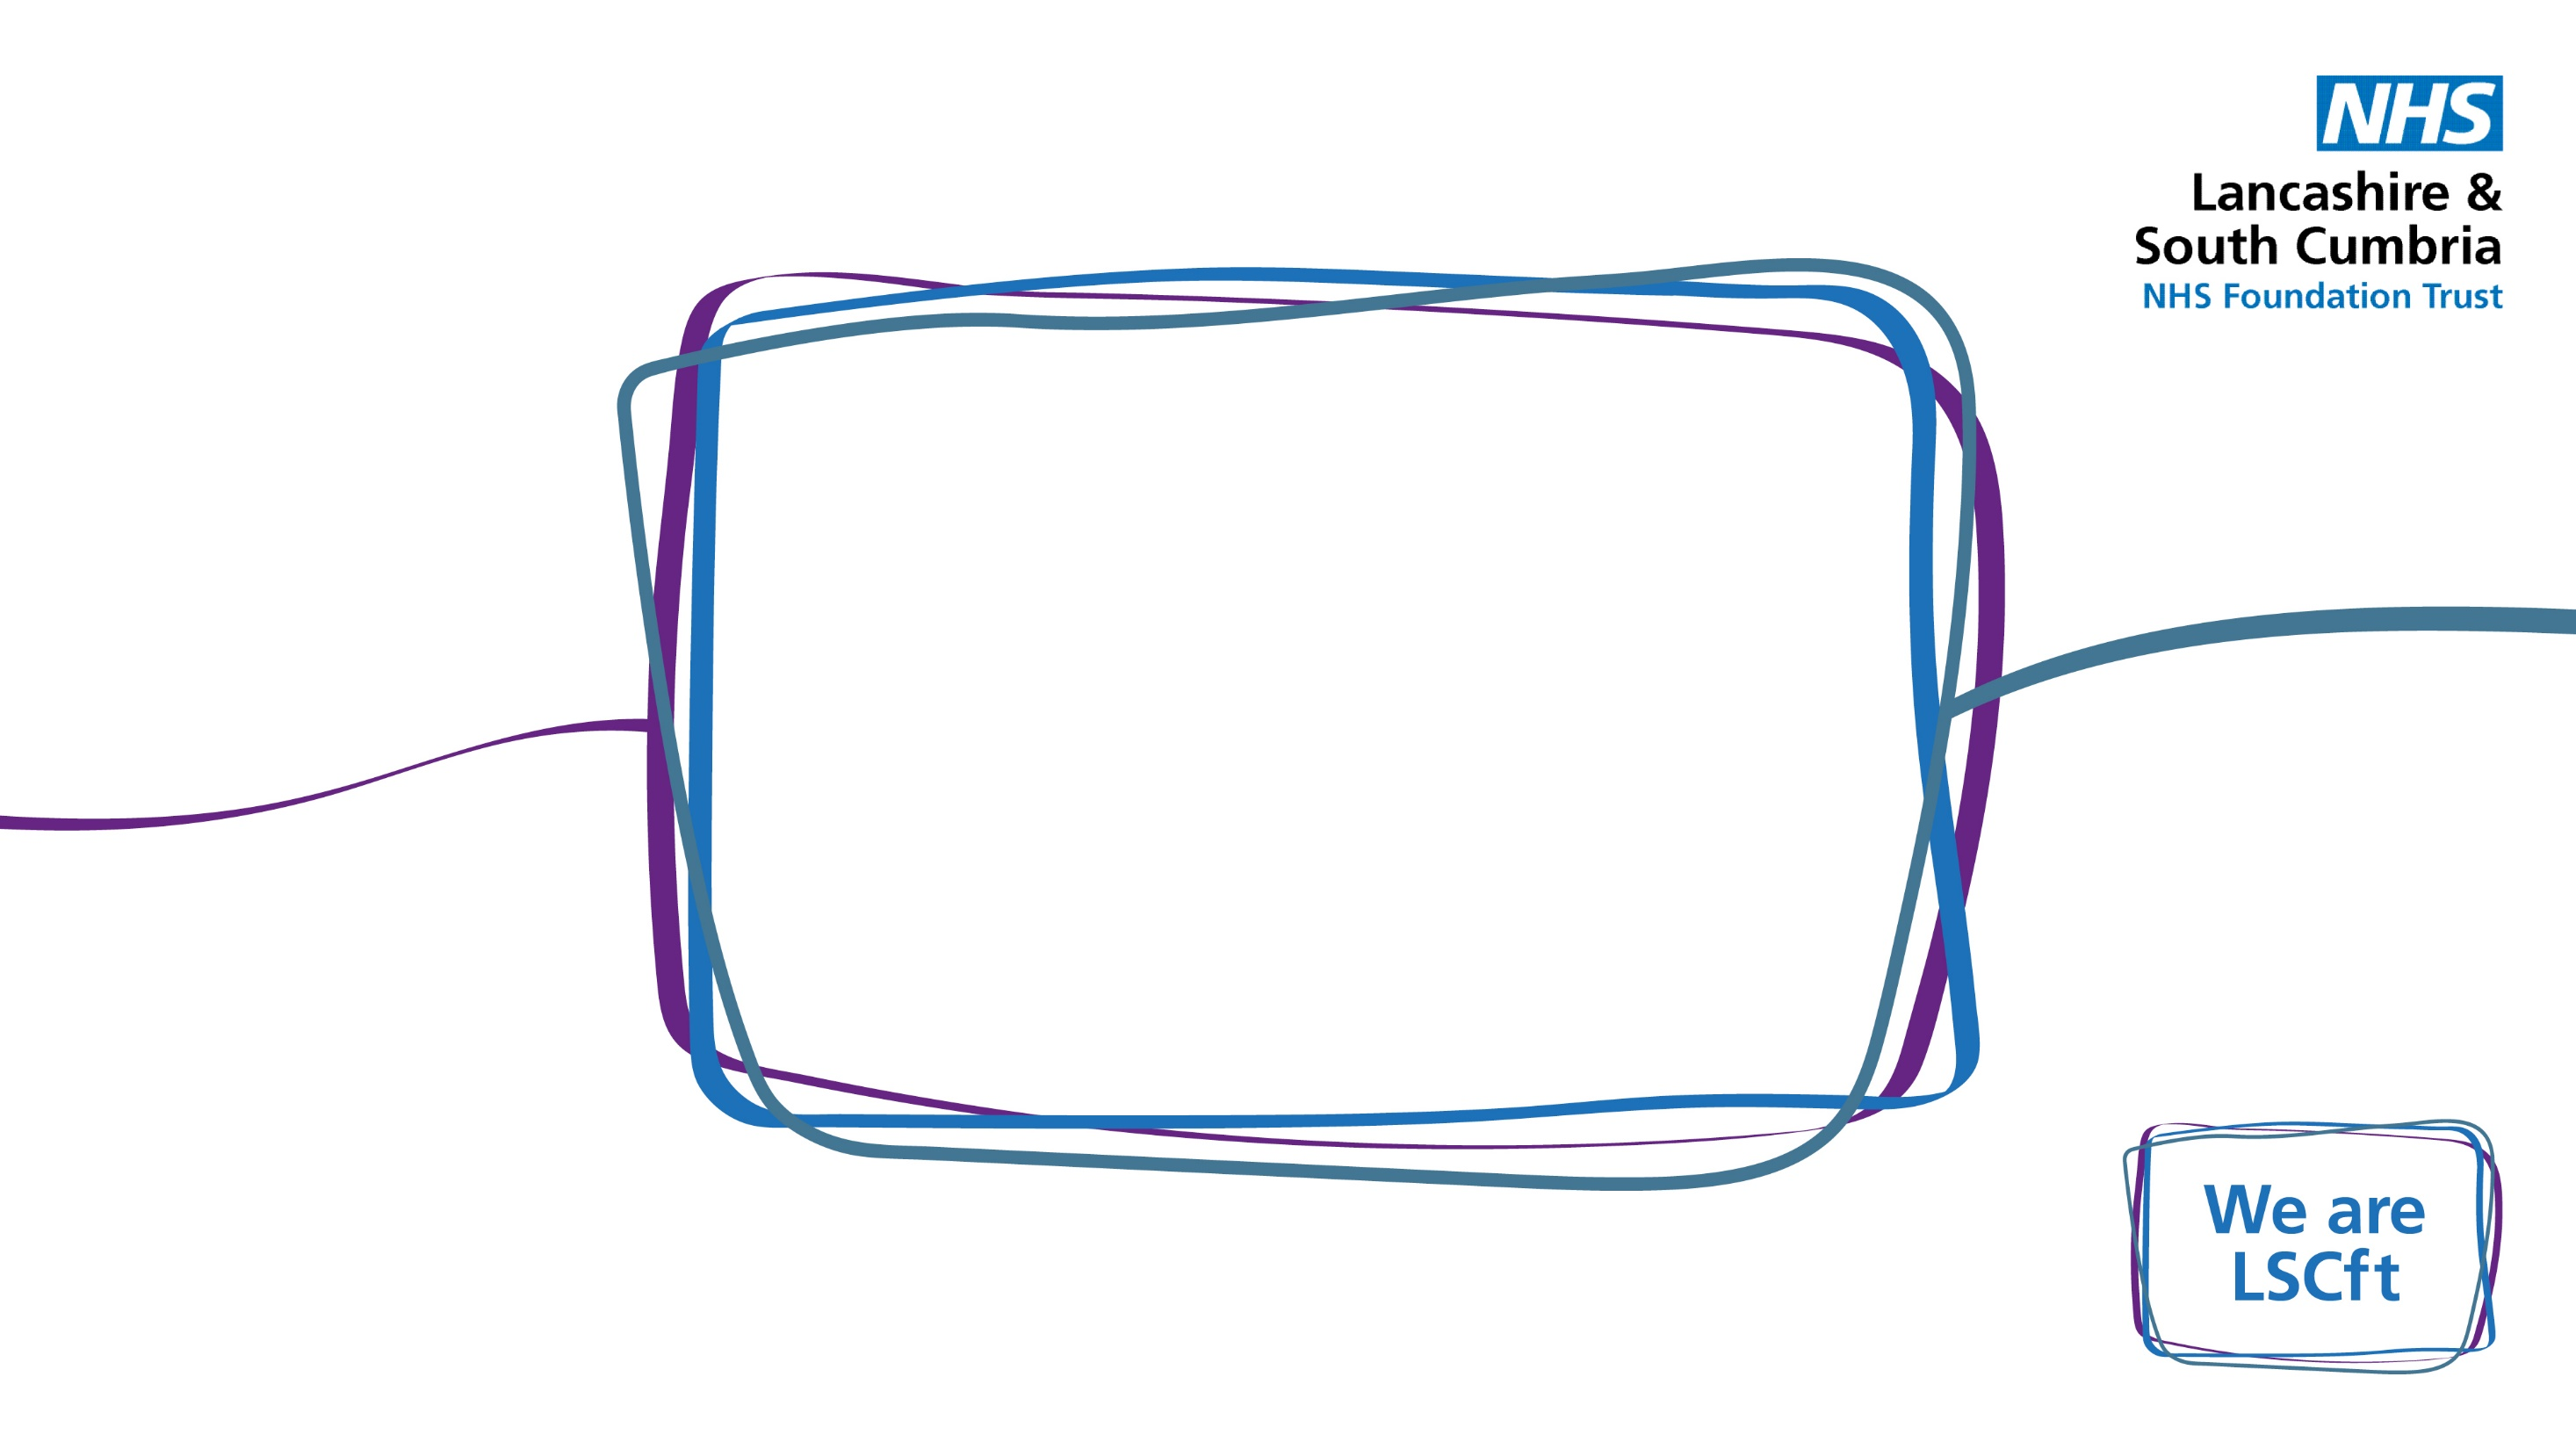 NHS
Lancashire &
South Cumbria
NHS Foundation Trust
We are
LSCft